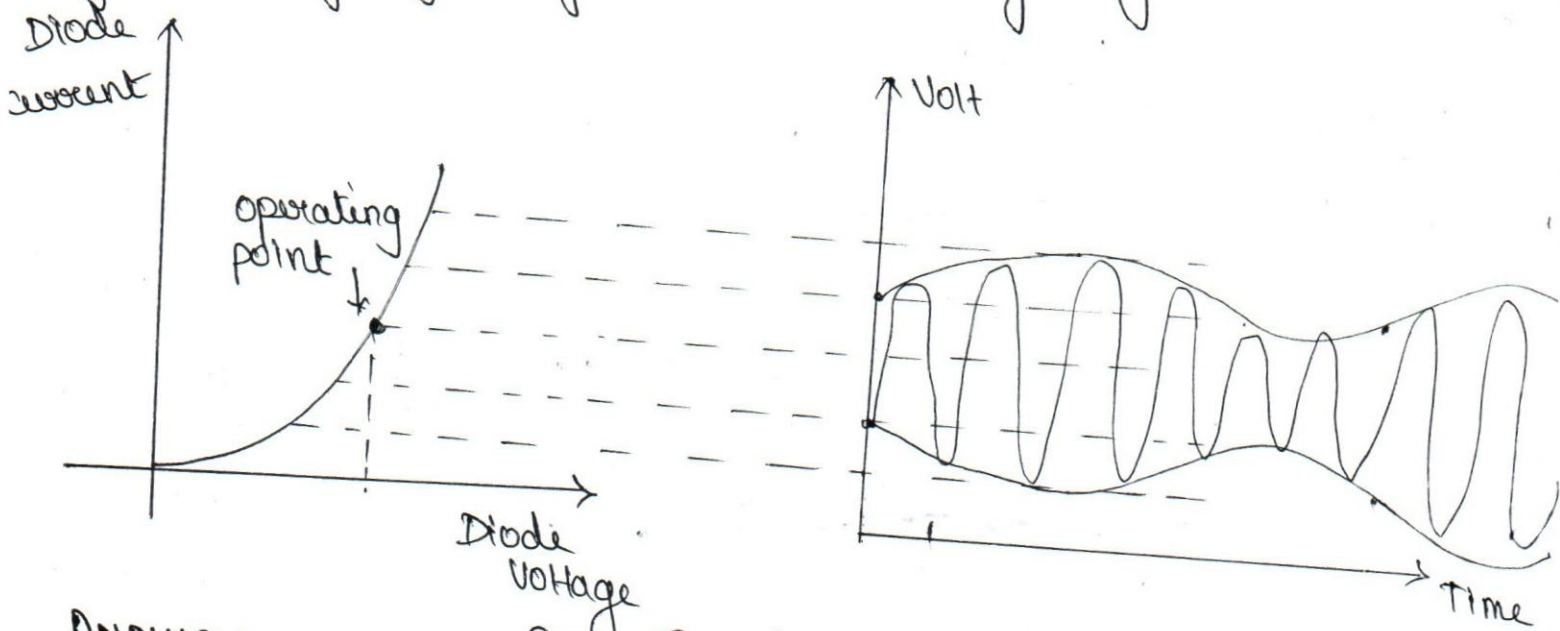 Diode
current
Volt
operating
point
Diode
Voltage
Time